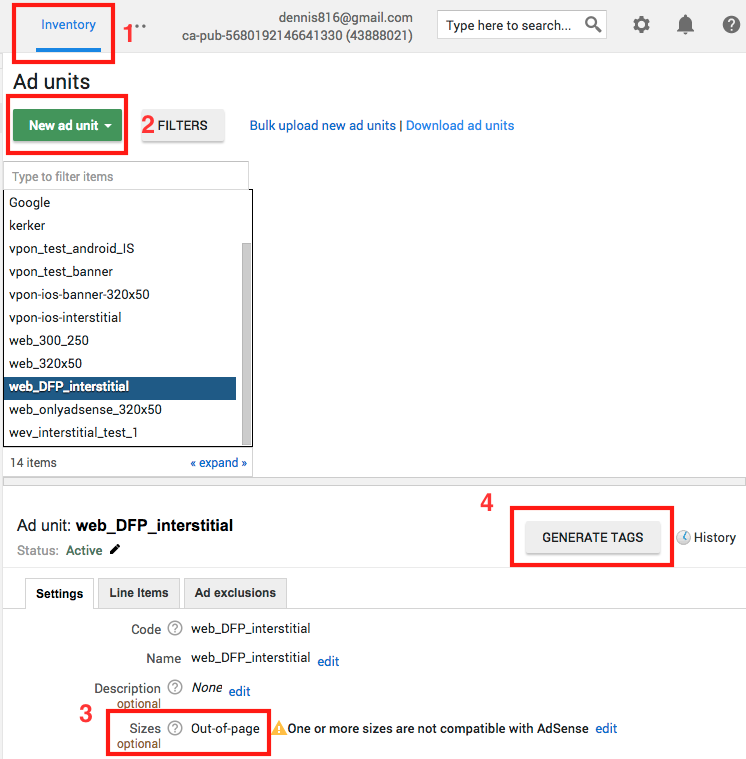 Inventory
1
••
dennis816@gmail.com
ca-pub-5680192146641330 (43888021)
Type here to search...
Ad units
New ad unit
2
FILTERS
Bulk upload new ad units | Download ad units
Type to filter items
Google
kerker
vpon_test_android_IS
vpon_test_banner
vpon-ios-banner-320x50
vpon-ios-interstitial
web_300_250
web_320x50
web_DFP_interstitial
web_onlyadsense_320x50
wev_interstitial_test_1
14 items
« expand »
4
Ad unit: web_DFP_interstitial
Status: Active
GENERATE TAGS
History
Settings
Line Items
Ad exclusions
Code ? web_DFP_interstitial
Name web_DFP_interstitial edit
Description ? None edit
optional
3
Sizes ? Out-of-page One or more sizes are not compatible with AdSense edit
optional